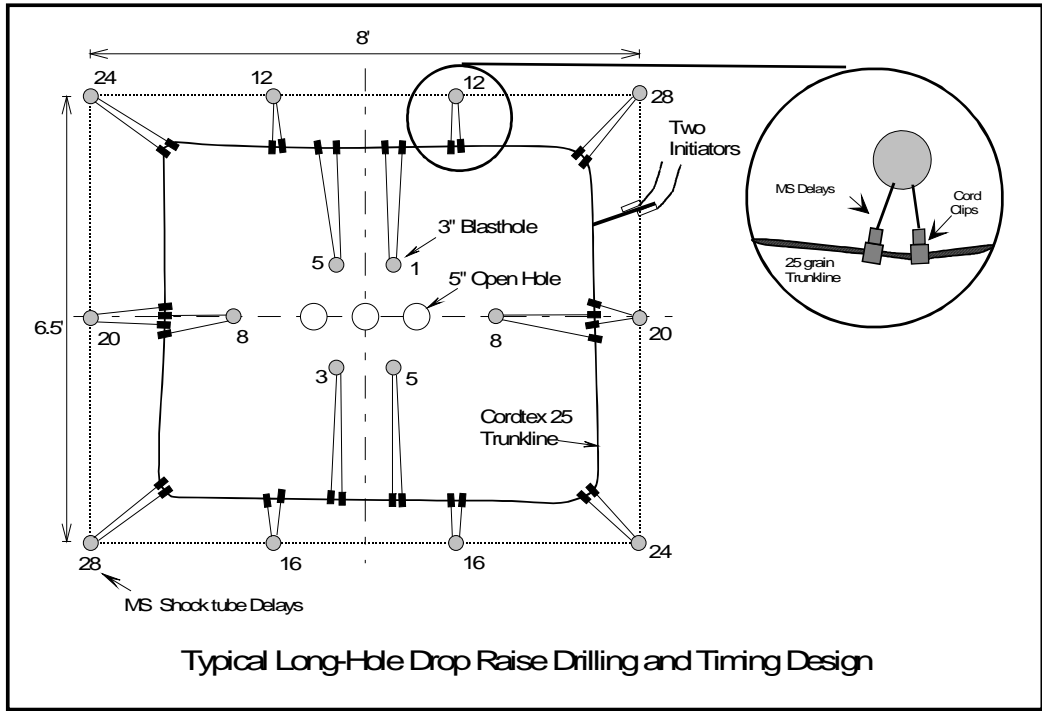 8'
24
12
12
28
Two
Initiators
MS Delays
Cord
Clips
25 grain
Trunkline
3" Blasthole
5
1
5" Open Hole
6.5'
20
8
8
20
3
5
Cordtex 25
Trunkline
28
16
16
24
MS Shock tube Delays
Typical Long-Hole Drop Raise Drilling and Timing Design